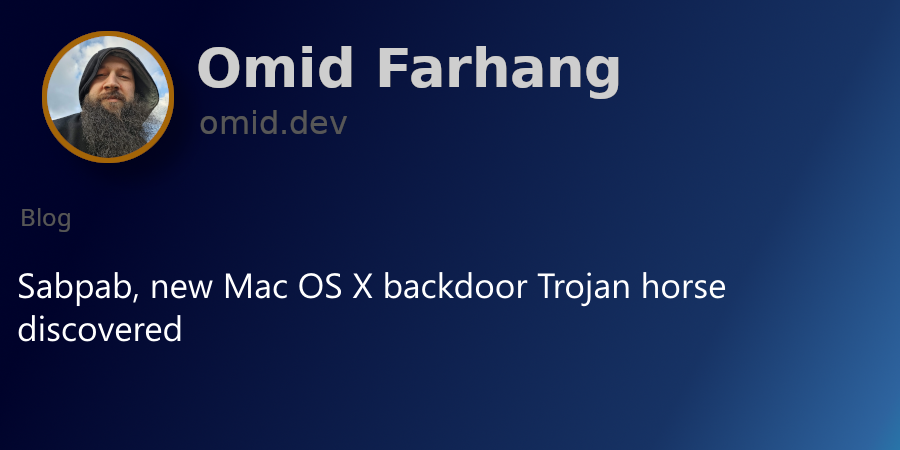 Omid Farhang
omid.dev
Blog
Sabpab, new Mac OS X backdoor Trojan horse
discovered